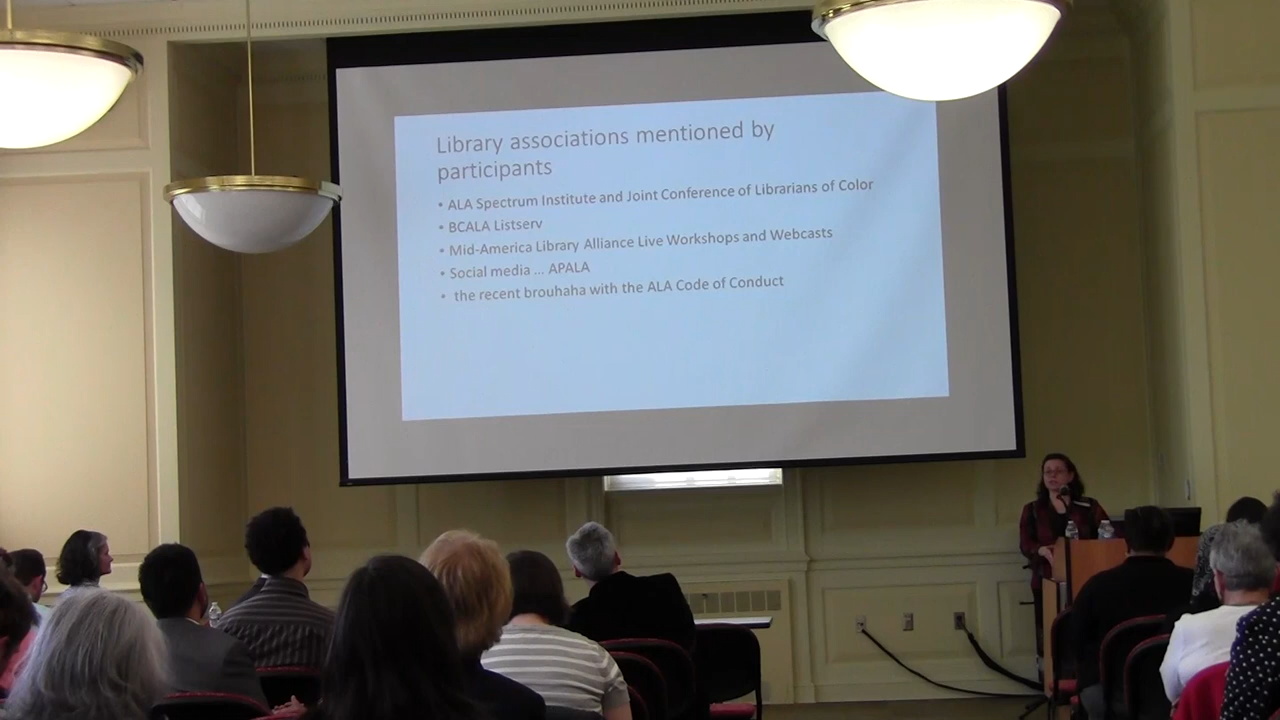 Library associations mentioned by
participants
• ALA Spectrum Institute and Joint Conference of Librarians of Color
• BCALA Listserv
• Mid-America Library Alliance Live Workshops and Webcasts
• Social media ... APALA
• the recent brouhaha with the ALA Code of Conduct